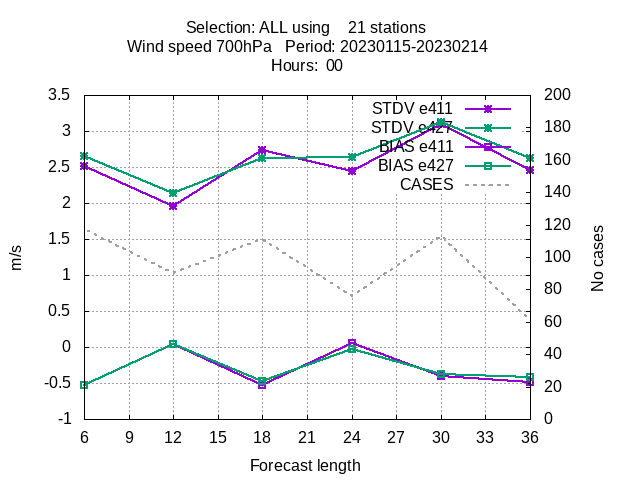 Selection: ALL using    21 stations
Wind speed 700hPa   Period: 20230115-20230214
Hours:  00
3.5
3
2.5
2
1.5
1
0.5
0
-0.5
-1
m/s
STDV e411
STDV e427
BIAS e411
BIAS e427
CASES
200
180
160
140
120
100
80
60
40
20
0
No cases
6 9 12 15 18 21 24 27 30 33 36
Forecast length